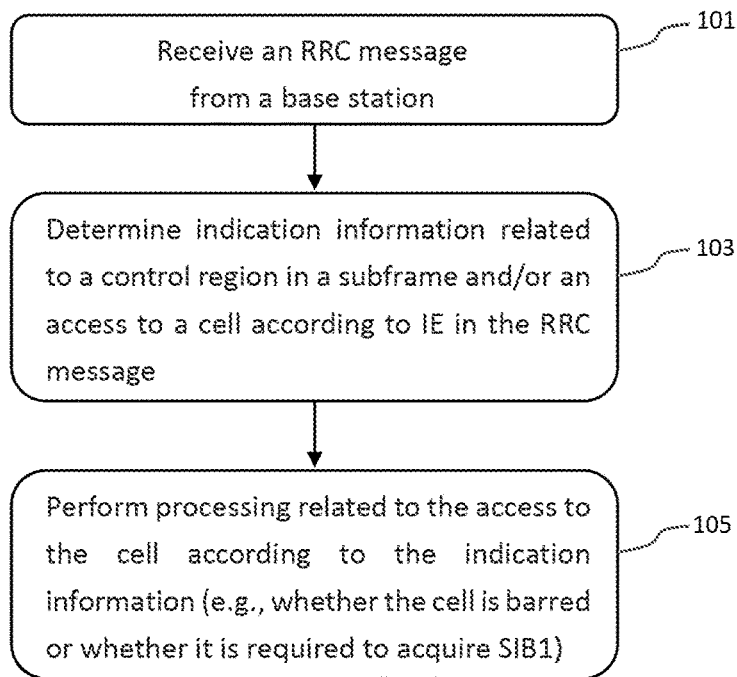 Receive an RRC message
from a base station
101
Determine indication information related
to a control region in a subframe and/or an
access to a cell according to IE in the RRC
message
103
Perform processing related to the access to
the cell according to the indication
information (e.g., whether the cell is barred
or whether it is required to acquire SIB1)
105